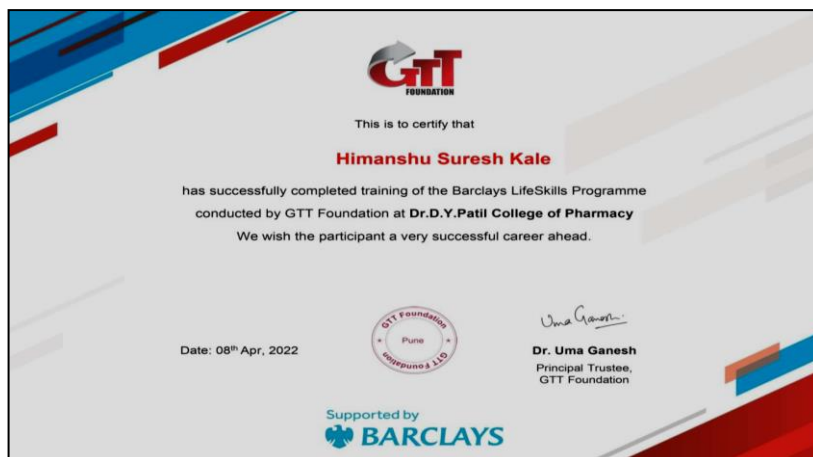 GTT
FOUNDATION
This is to certify that
Himanshu Suresh Kale
has successfully completed training of the Barclays LifeSkills Programme
conducted by GTT Foundation at Dr.D.Y.Patil College of Pharmacy
We wish the participant a very successful career ahead.
Date: 08th Apr, 2022
GTT Foundation
Pune
GTT Foundation
Uma Ganesh.
Dr. Uma Ganesh
Principal Trustee,
GTT Foundation
Supported by
BARCLAYS